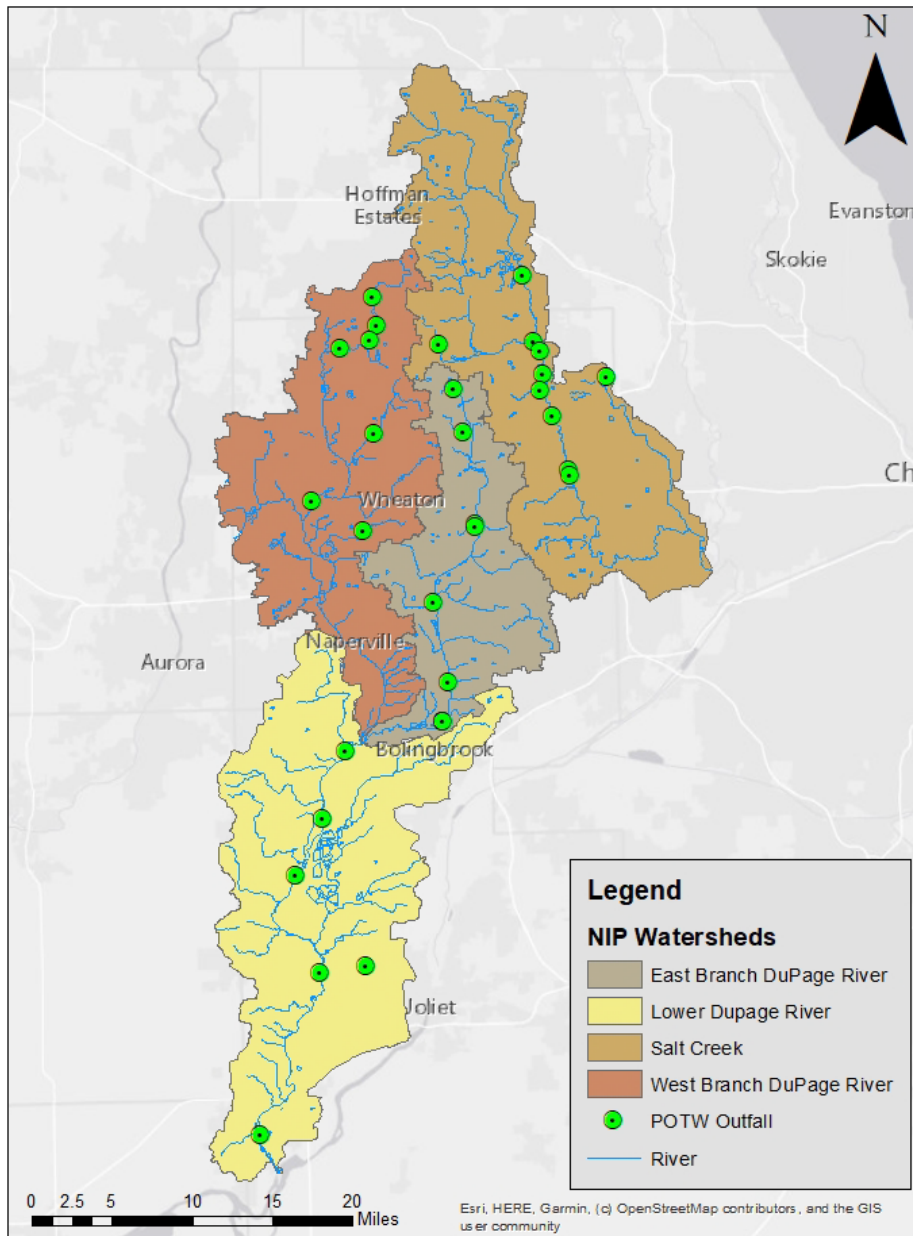 N
Hoffman
Estates
Evanston
Skokie
Ch
Wheaton
Naperville
Aurora
Bolingbrook
Joliet
Legend
NIP Watersheds
East Branch DuPage River
Lower Dupage River
Salt Creek
West Branch DuPage River
POTW Outfall
River
0 2.5 5 10 15 20
Miles
Esri, HERE, Garmin, (c) OpenStreetMap contributors, and the GIS
user community